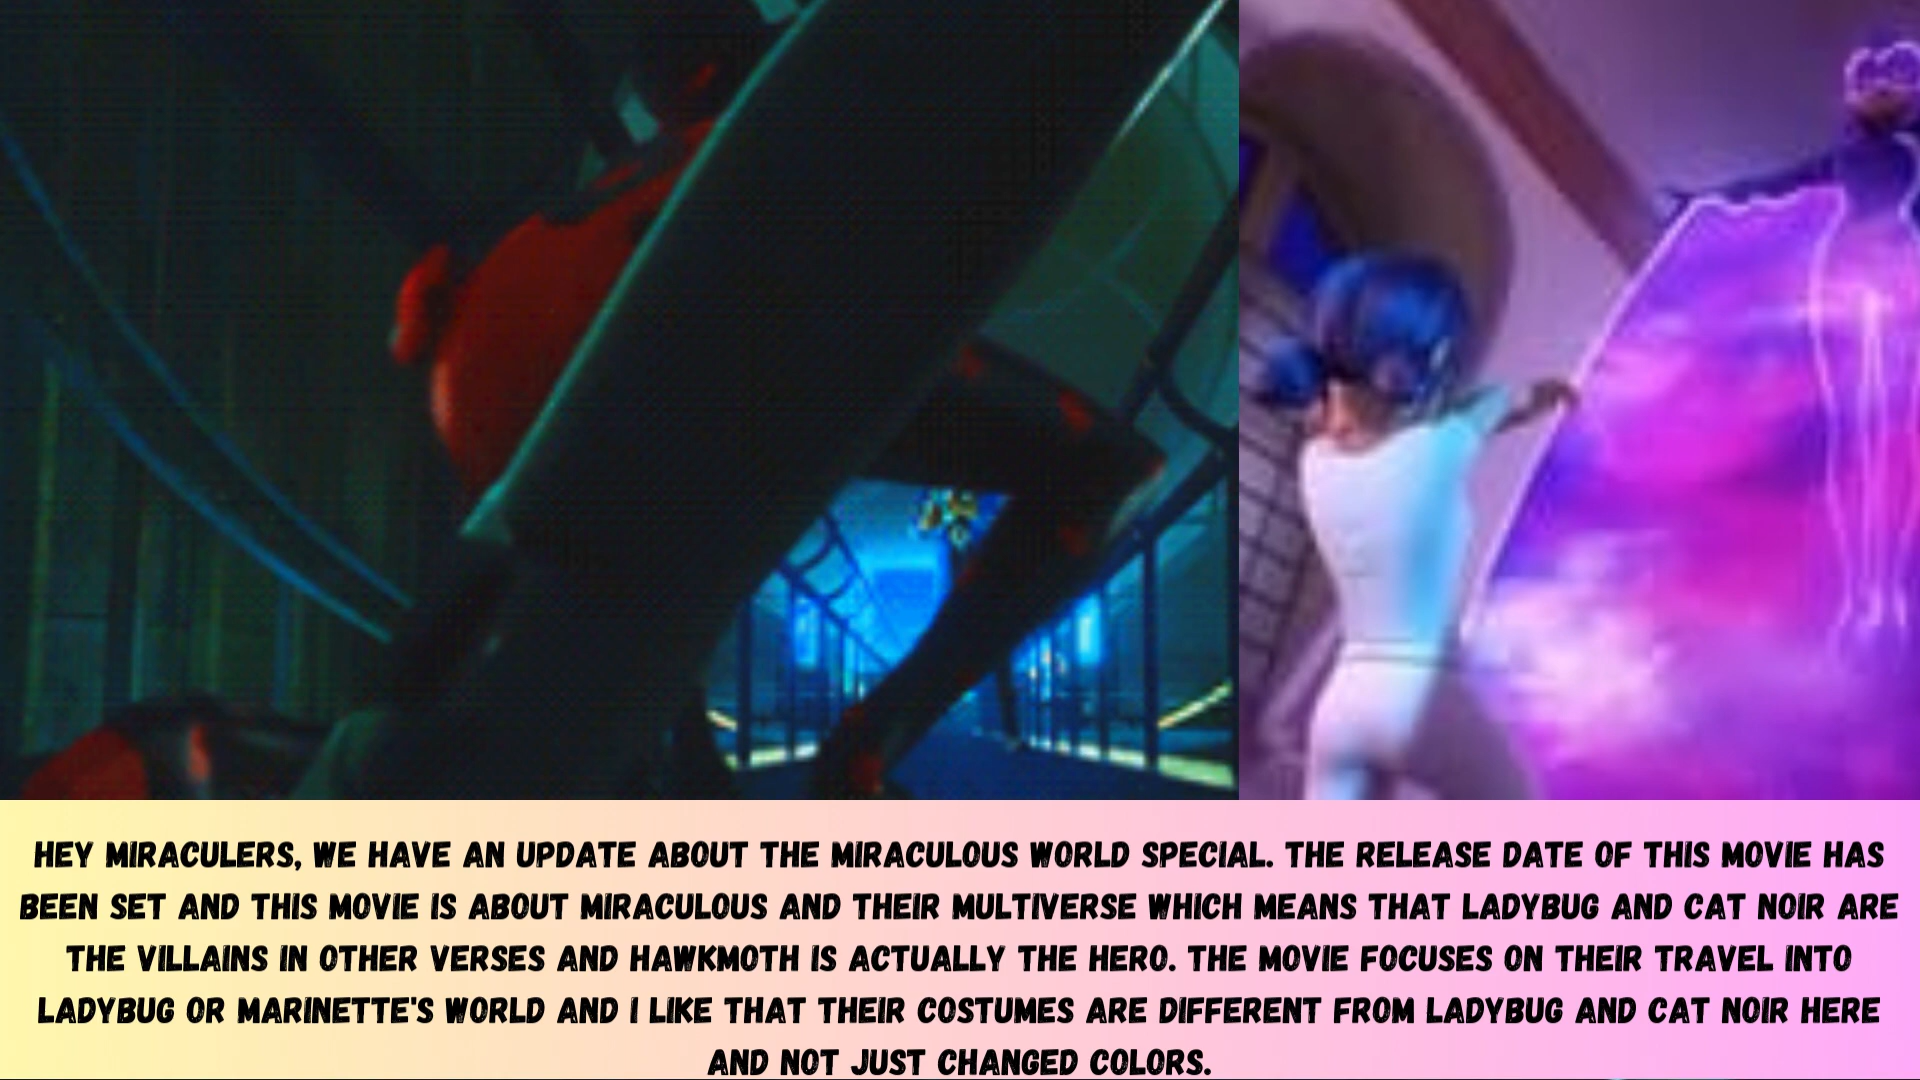 HEY MIRACULERS, WE HAVE AN UPDATE ABOUT THE MIRACULOUS WORLD SPECIAL. THE RELEASE DATE OF THIS MOVIE HAS
BEEN SET AND THIS MOVIE IS ABOUT MIRACULOUS AND THEIR MULTIVERSE WHICH MEANS THAT LADYBUG AND CAT NOIR ARE
THE VILLAINS IN OTHER VERSES AND HAWKMOTH IS ACTUALLY THE HERO. THE MOVIE FOCUSES ON THEIR TRAVEL INTO
LADYBUG OR MARINETTE'S WORLD AND I LIKE THAT THEIR COSTUMES ARE DIFFERENT FROM LADYBUG AND CAT NOIR HERE
AND NOT JUST CHANGED COLORS.